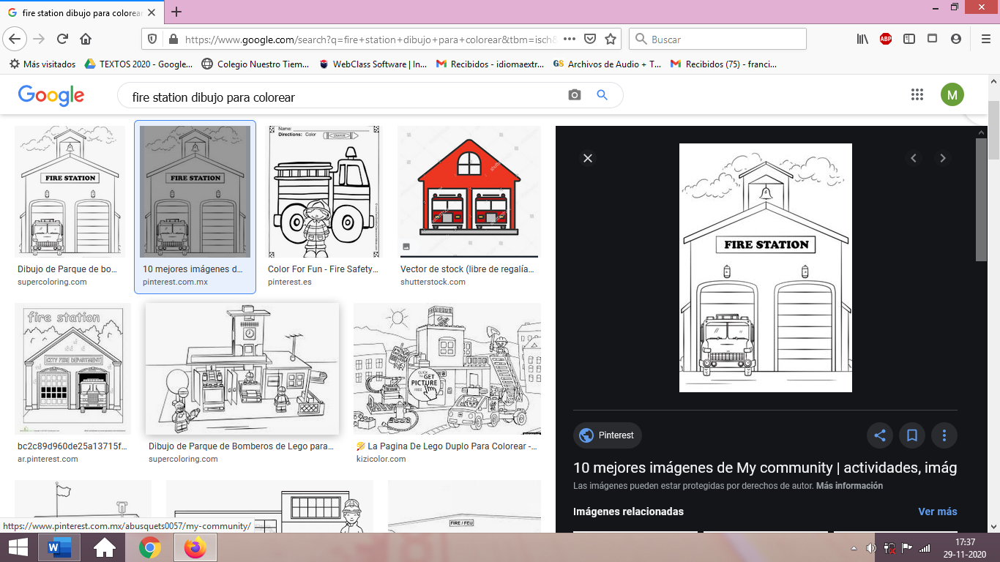 fire station dibujo para colorear
https://www.google.com/search?q=fire+station+dibujo+para+colorear&tbm=isch&
Buscar
ABP
Más visitados
TEXTOS 2020 - Google...
Colegio Nuestro Tiem...
WebClass Software | In...
Recibidos - idiomaextr...
GS
Archivos de Audio + T...
Recibidos (75) - franci...
Google
fire station dibujo para colorear
M
FIRE STATION
Dibujo de Parque de bo...
supercoloring.com
FIRE STATION
10 mejores imágenes d...
pinterest.com.mx
Name:
Directions: Color
Color For Fun - Fire Safety...
pinterest.es
shutterstock
Vector de stock (libre de regalía...
shutterstock.com
fire station
CITY FIRE DEPARTMENT
bc2c89d960de25a13715f...
ar.pinterest.com
Dibujo de Parque de Bomberos de Lego para...
supercoloring.com
CLICK
GET
PICTURE
FREE
La Pagina De Lego Duplo Para Colorear -...
kizicolor.com
FIRE / FEU
FIRE STATION
Pinterest
10 mejores imágenes de My community | actividades, imág
Las imágenes pueden estar protegidas por derechos de autor. Más información
Imágenes relacionadas
Ver más
https://www.pinterest.com.mx/abusquets0057/my-community/
W
17:37
29-11-2020